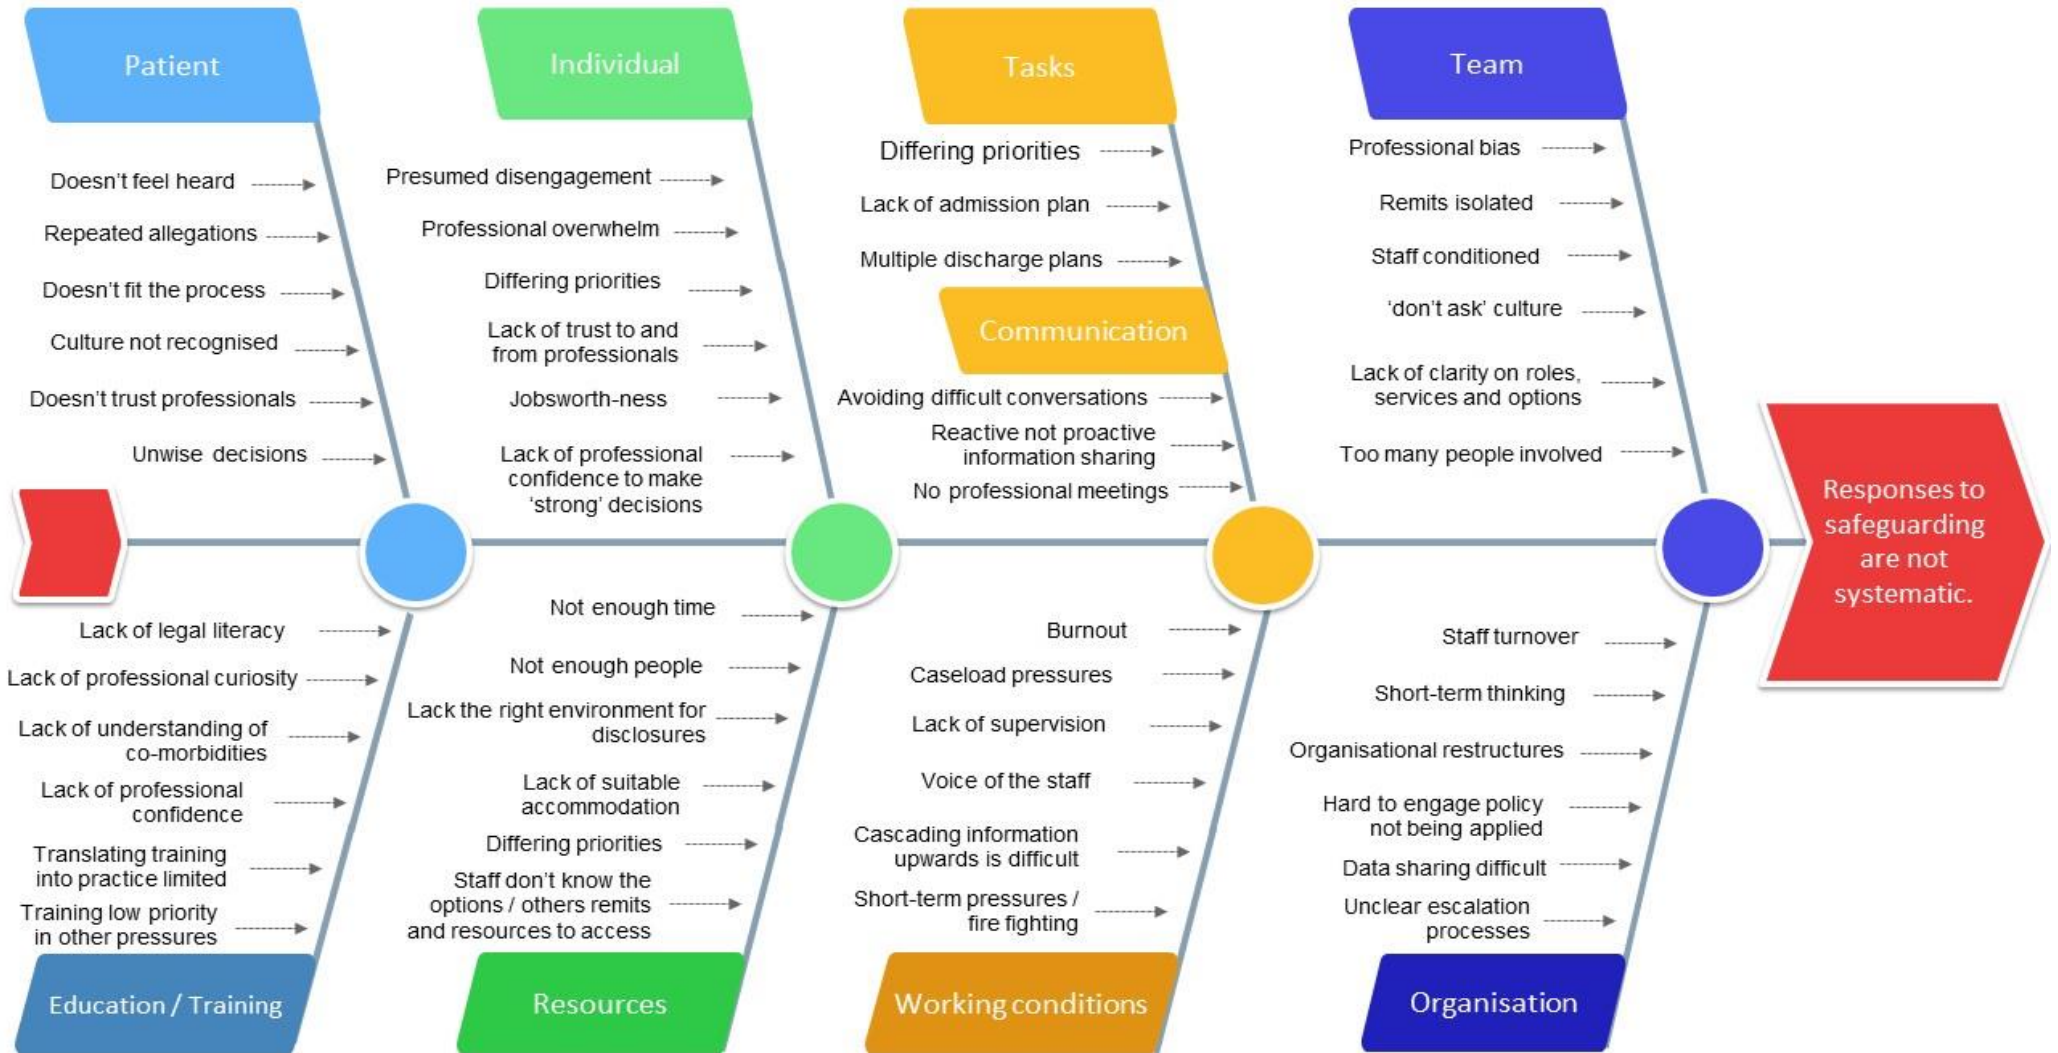 Patient
Doesn't feel heard
Repeated allegations
Doesn't fit the process
Culture not recognised
Doesn't trust professionals
Unwise decisions
Individual
Presumed disengagement
Professional overwhelm
Differing priorities
Lack of trust to and
from professionals
Jobsworth-ness
Lack of professional
confidence to make
'strong' decisions
Tasks
Differing priorities
Lack of admission plan
Multiple discharge plans
Communication
Avoiding difficult conversations
Reactive not proactive
information sharing
No professional meetings
Team
Professional bias
Remits isolated
Staff conditioned
'don't ask' culture
Lack of clarity on roles,
services and options
Too many people involved
Responses to
safeguarding
are not
systematic.
Lack of legal literacy
Lack of professional curiosity
Lack of understanding of
co-morbidities
Lack of professional
confidence
Translating training
into practice limited
Training low priority
in other pressures
Education / Training
Not enough time
Not enough people
Lack the right environment for
disclosures
Lack of suitable
accommodation
Differing priorities
Staff don't know the
options / others remits
and resources to access
Resources
Burnout
Caseload pressures
Lack of supervision
Voice of the staff
Cascading information
upwards is difficult
Short-term pressures /
fire fighting
Working conditions
Staff turnover
Short-term thinking
Organisational restructures
Hard to engage policy
not being applied
Data sharing difficult
Unclear escalation
processes
Organisation